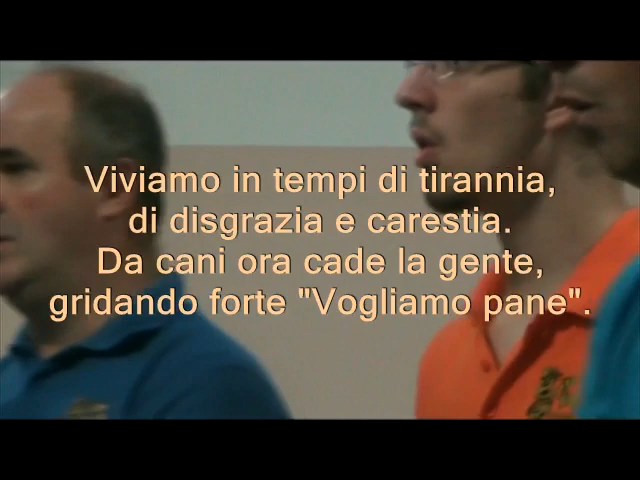 Viviamo in tempi di tirannia,
di disgrazia e carestia.
Da cani ora cade la gente,
gridando forte "Vogliamo pane".